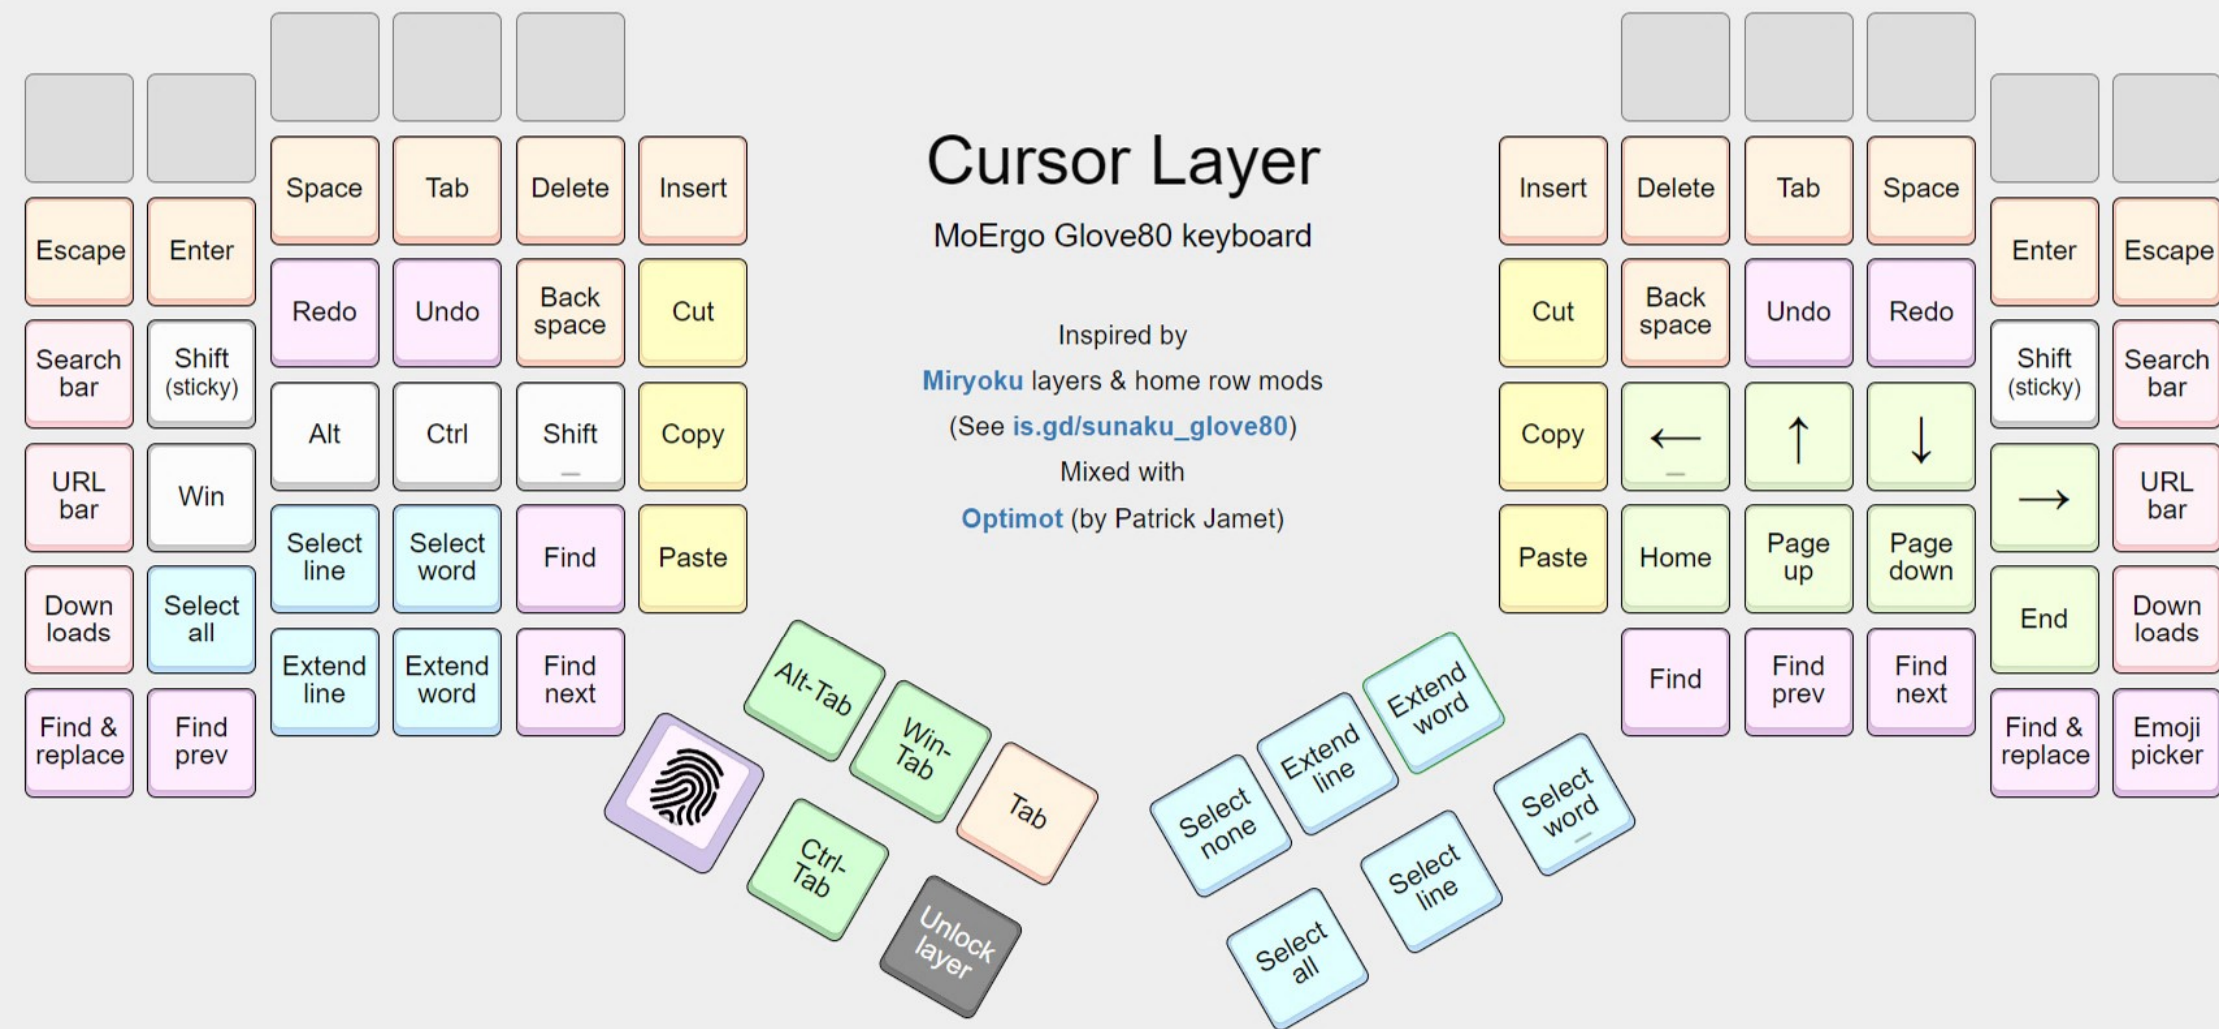 Cursor Layer
MoErgo Glove80 keyboard
Inspired by
Miryoku layers & home row mods
(See is.gd/sunaku_glove80)
Mixed with
Optimot (by Patrick Jamet)
Space
Tab
Delete
Insert
Escape
Enter
Redo
Undo
Back
space
Cut
Search
bar
Shift
(sticky)
Alt
Ctrl
Shift
Copy
URL
bar
Win
Select
line
Select
word
Find
Paste
Down
loads
Select
all
Extend
line
Extend
word
Find
next
Find &
replace
Find
prev
Alt-Tab
Win-
Tab
Tab
Ctrl-
Tab
Unlock
layer
Insert
Delete
Tab
Space
Enter
Escape
Cut
Back
space
Undo
Redo
Shift
(sticky)
Search
bar
Copy
←
↑
↓
→
URL
bar
Paste
Home
Page
up
Page
down
End
Down
loads
Find
Find
prev
Find
next
Find &
replace
Emoji
picker
Select
none
Extend
line
Extend
word
Select
all
Select
line
Select
word